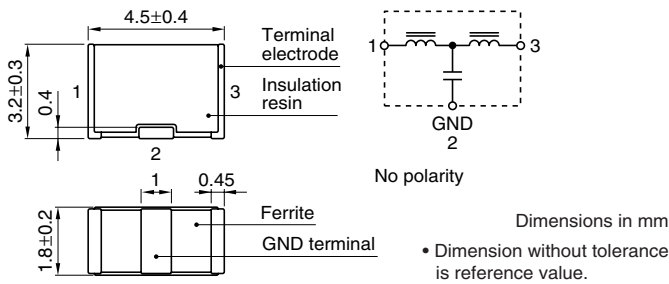 4.5±0.4
Terminal
electrode
Insulation
resin
3.2±0.3
0.4
1
3
2
1
3
GND
2
No polarity
1
0.45
1.8±0.2
Ferrite
GND terminal
Dimensions in mm
• Dimension without tolerance
is reference value.